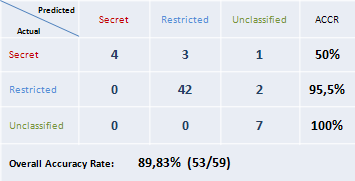 Predicted
Actual
Secret Restricted Unclassified ACCR
Secret 4 3 1 50%
Restricted 0 42 2 95,5%
Unclassified 0 0 7 100%
Overall Accuracy Rate: 89,83% (53/59)